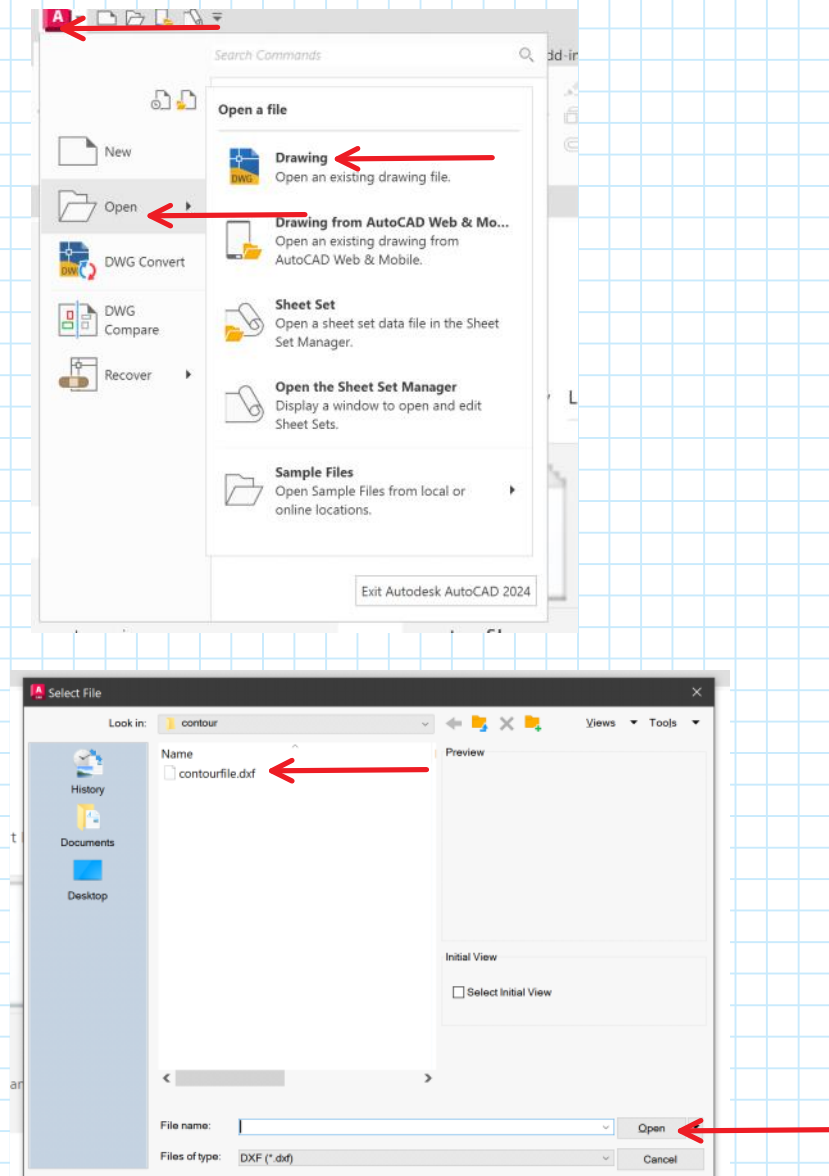 A
Search Commands
dd-in
Open a file
New
Drawing
DWG
Open an existing drawing file.
Open
Drawing from AutoCAD Web & Mo...
Open an existing drawing from
AutoCAD Web & Mobile.
DWG Convert
DWG
Compare
Sheet Set
Open a sheet set data file in the Sheet
Set Manager.
Recover
Open the Sheet Set Manager
Display a window to open and edit
Sheet Sets.
Sample Files
Open Sample Files from local or
online locations.
Exit Autodesk AutoCAD 2024
Select File
Look in:
contour
Views
Tools
Name
Preview
contourfile.dxf
History
Documents
Desktop
Initial View
Select Initial View
File name:
Open
Files of type:
DXF (*.dxf)
Cancel